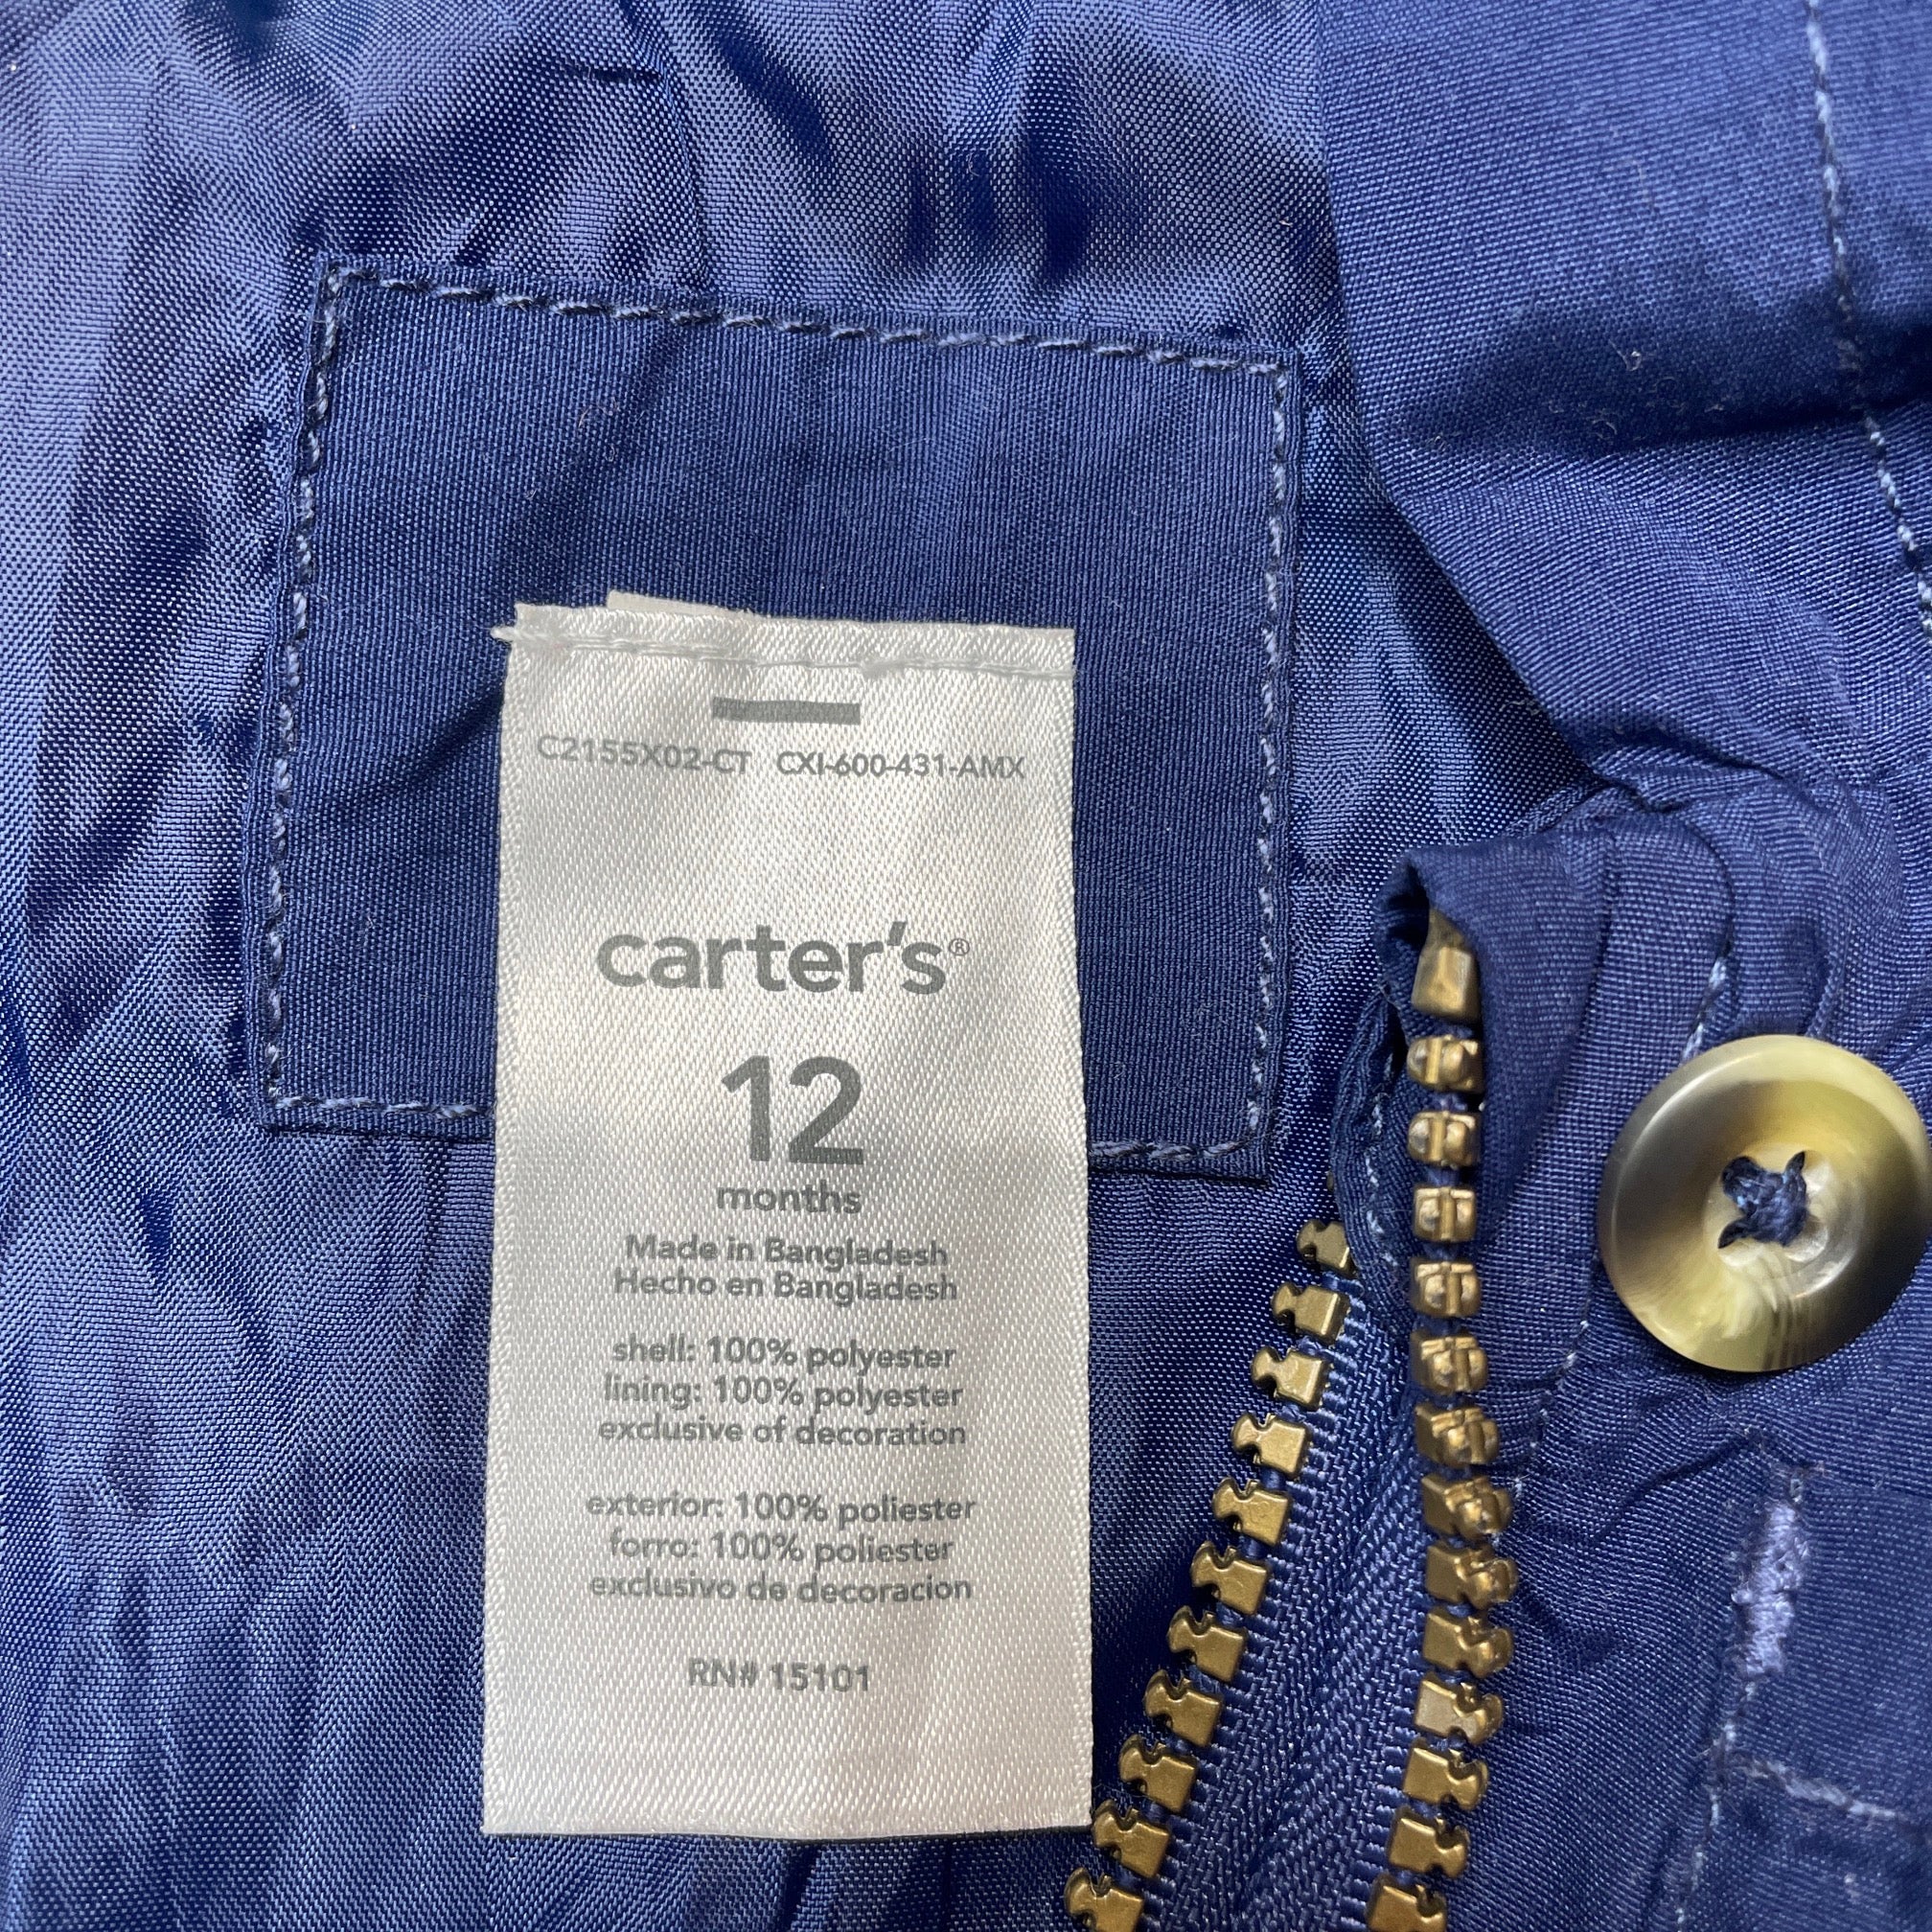 C2155X02-CT CXI-600-431-AMX
carter's®
12
months
Made in Bangladesh
Hecho en Bangladesh
shell: 100% polyester
lining: 100% polyester
exclusive of decoration
exterior: 100% poliester
forro: 100% poliester
exclusivo de decoracion
RN# 15101